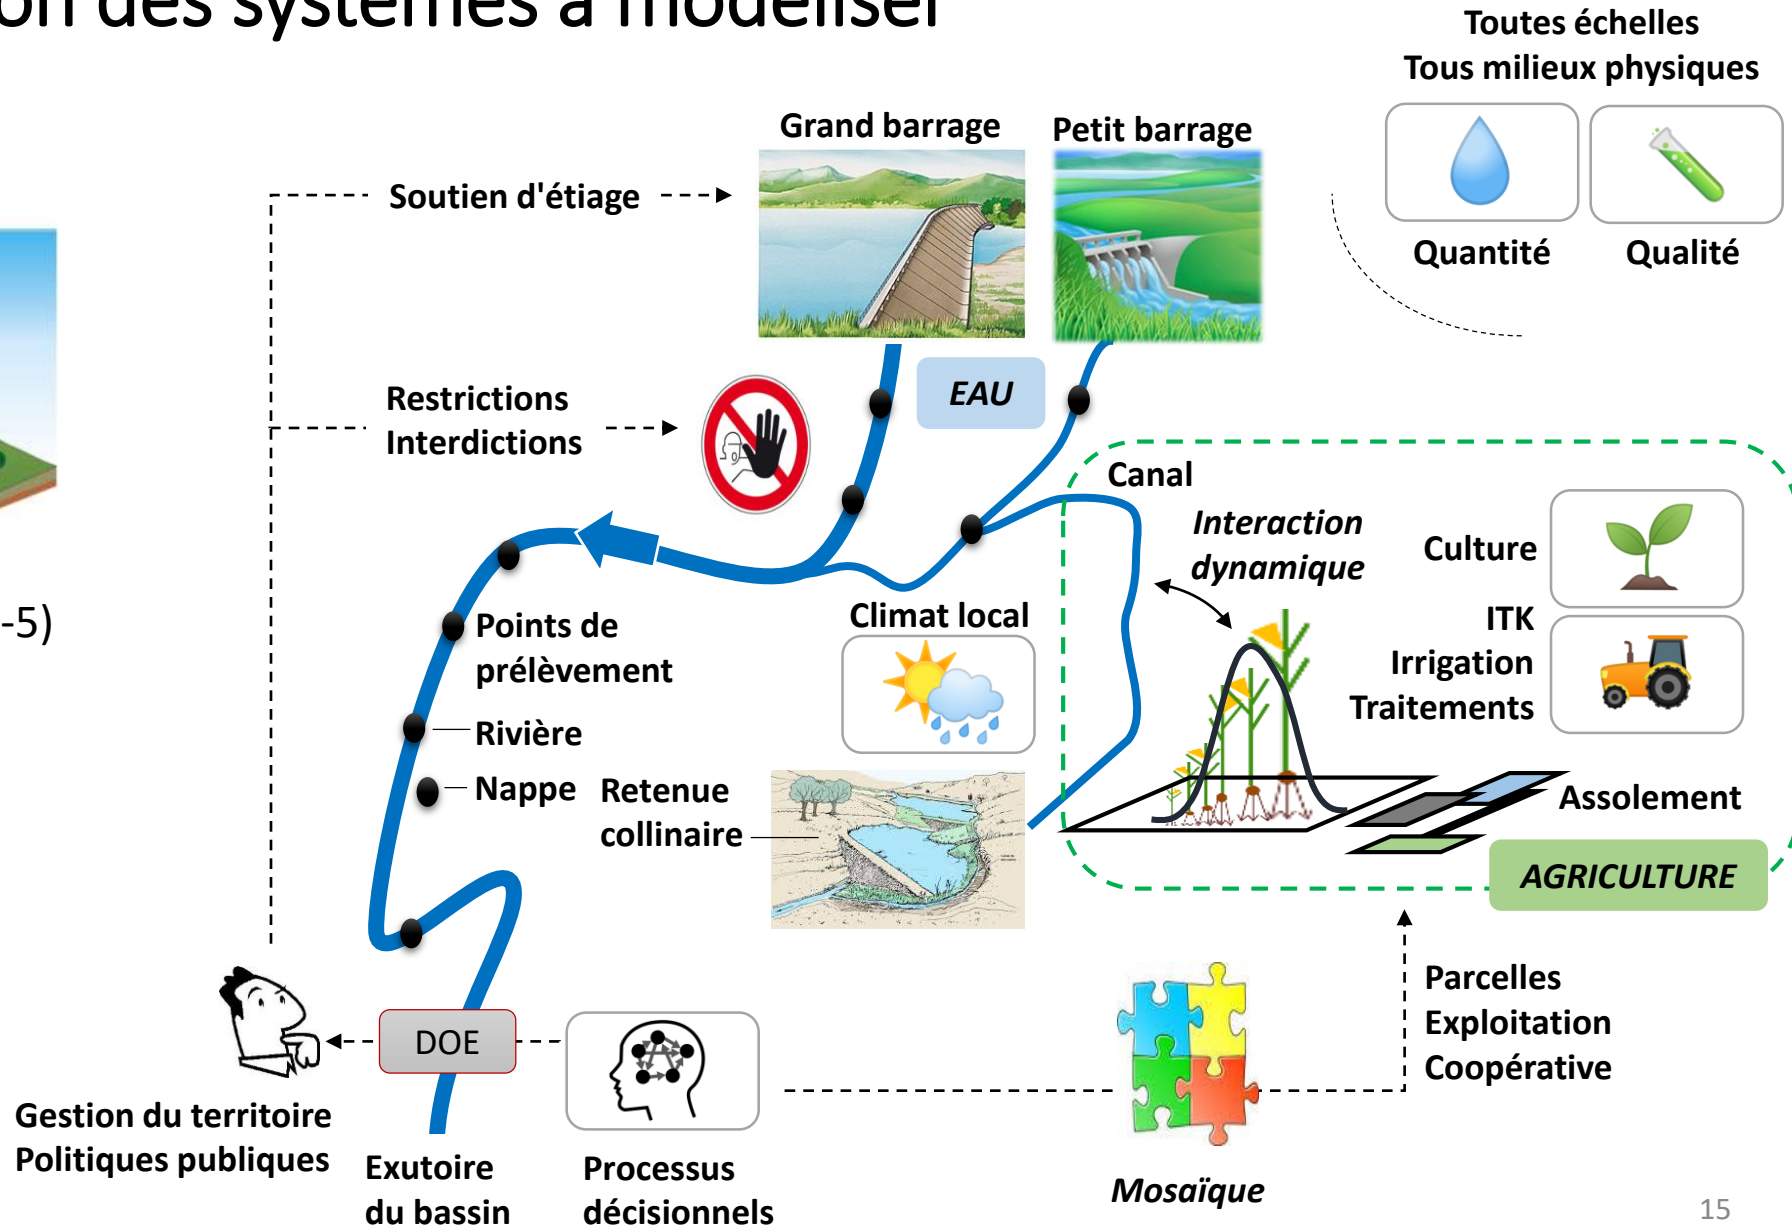 on des systèmes à modéliser
Toutes échelles
Tous milieux physiques
Quantité
Qualité
Grand barrage
Petit barrage
Soutien d'étiage
Restrictions
Interdictions
EAU
Canal
Interaction
dynamique
Culture
ITK
Irrigation
Traitements
-5)
Climat local
Points de
prélèvement
Rivière
Nappe
Retenue
collinaire
Assolement
AGRICULTURE
DOE
Parcelles
Exploitation
Coopérative
Gestion du territoire
Politiques publiques
Exutoire
du bassin
Processus
décisionnels
Mosaïque
15